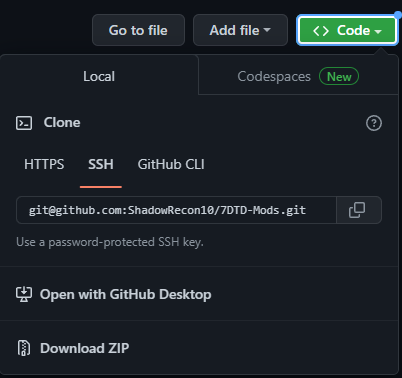 Go to file Add file <> Code
Local Codespaces New
Clone
HTTPS SSH GitHub CLI
git@github.com:ShadowRecon10/7DTD-Mods.git
Use a password-protected SSH key.
Open with GitHub Desktop
Download ZIP